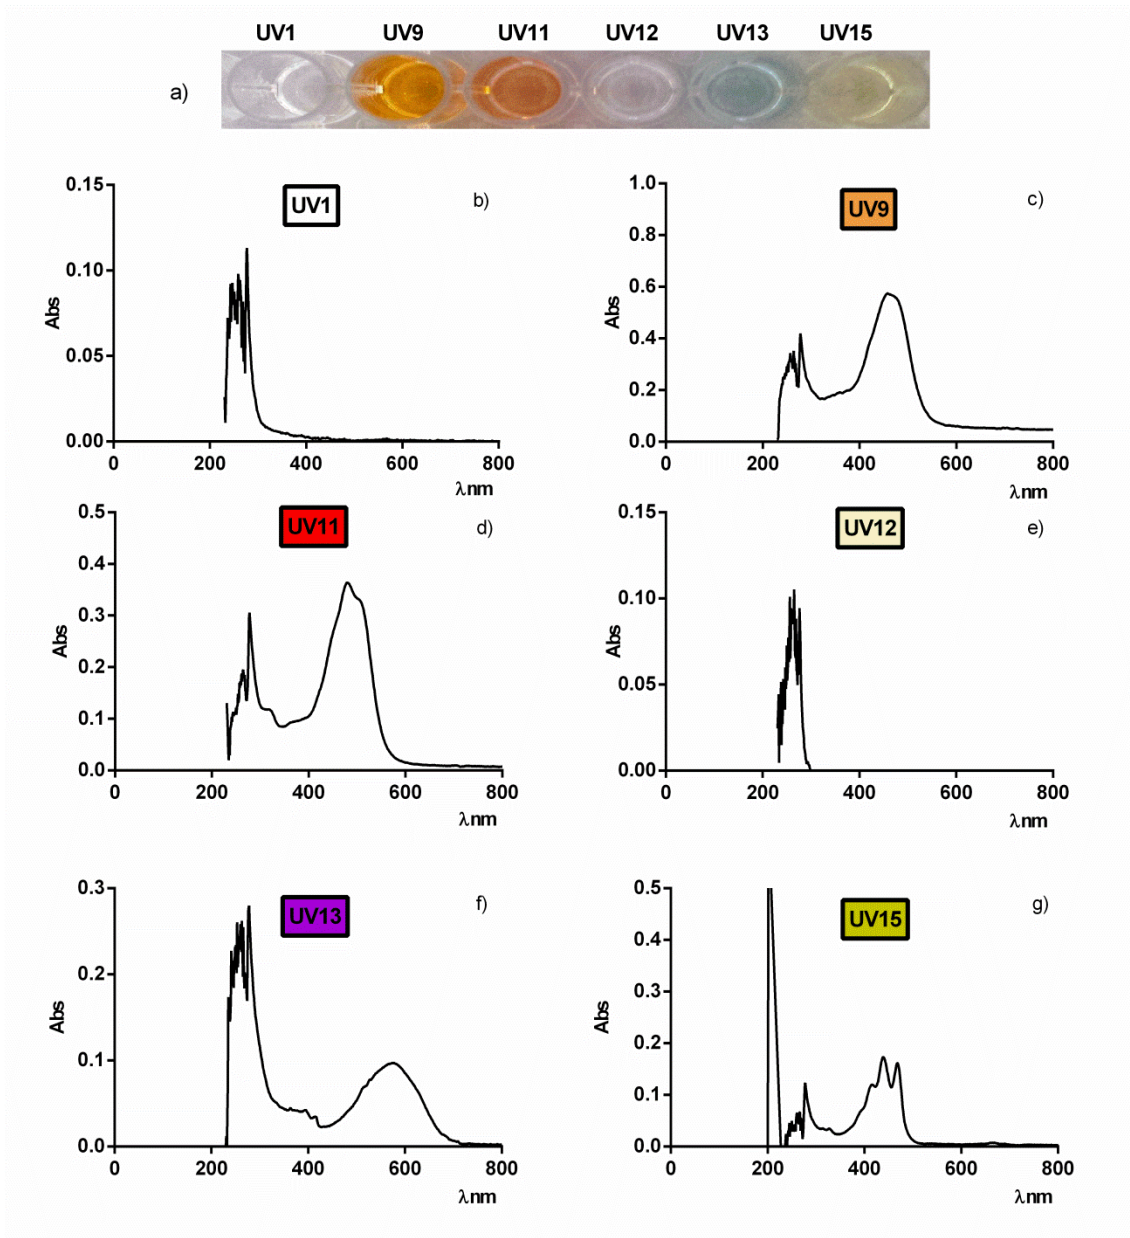 UV1 UV9 UV11 UV12 UV13 UV15
a)
0.15
0.10
0.05
0.00
Abs
UV1
b)
0 200 400 600 800
λnm
1.0
0.8
0.6
0.4
0.2
0.0
Abs
UV9
c)
0 200 400 600 800
λnm
0.5
0.4
0.3
0.2
0.1
0.0
Abs
UV11
d)
0 200 400 600 800
λnm
0.15
0.10
0.05
0.00
Abs
UV12
e)
0 200 400 600 800
λnm
0.3
0.2
0.1
0.0
Abs
UV13
f)
0 200 400 600 800
λnm
0.5
0.4
0.3
0.2
0.1
0.0
Abs
UV15
g)
0 200 400 600 800
λnm